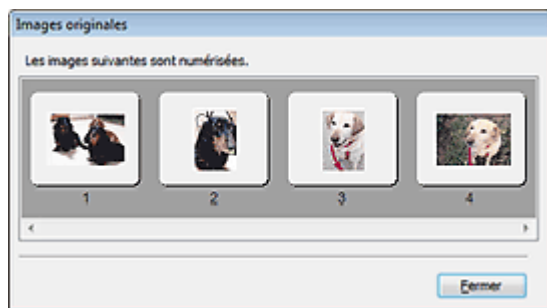 Images originales
Les images suivantes sont numérisées.
1 2 3 4
Fermer